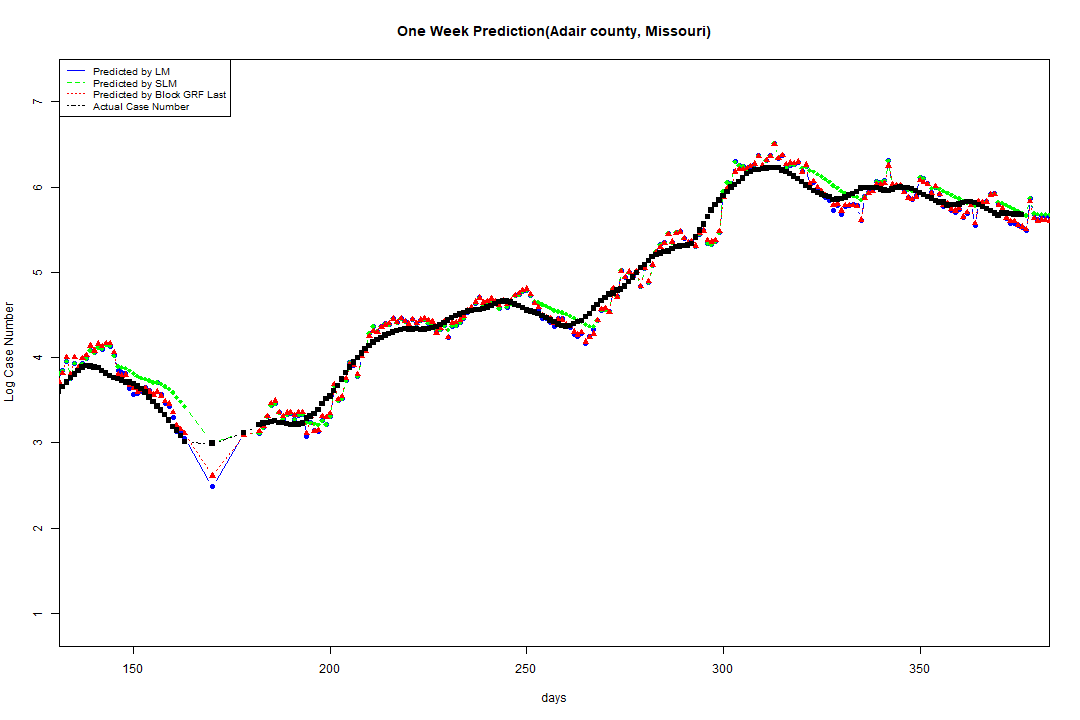 One Week Prediction(Adair county, Missouri)
Predicted by LM
Predicted by SLM
Predicted by Block GRF Last
Actual Case Number
7
6
5
4
3
2
1
Log Case Number
150 200 250 300 350
days